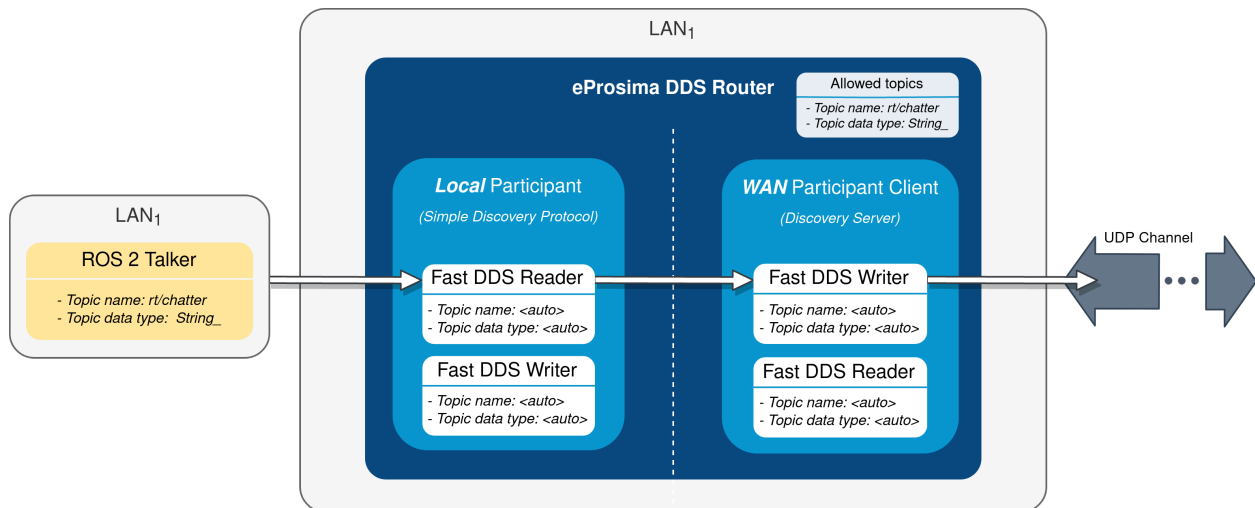 LAN1
ROS 2 Talker
- Topic name: rt/chatter
- Topic data type: String_
LAN1
eProsima DDS Router
Allowed topics
- Topic name: rt/chatter
- Topic data type: String_
Local Participant
(Simple Discovery Protocol)
Fast DDS Reader
- Topic name: <auto>
- Topic data type: <auto>
Fast DDS Writer
- Topic name: <auto>
- Topic data type: <auto>
WAN Participant Client
(Discovery Server)
Fast DDS Writer
- Topic name: <auto>
- Topic data type: <auto>
Fast DDS Reader
- Topic name: <auto>
- Topic data type: <auto>
UDP Channel